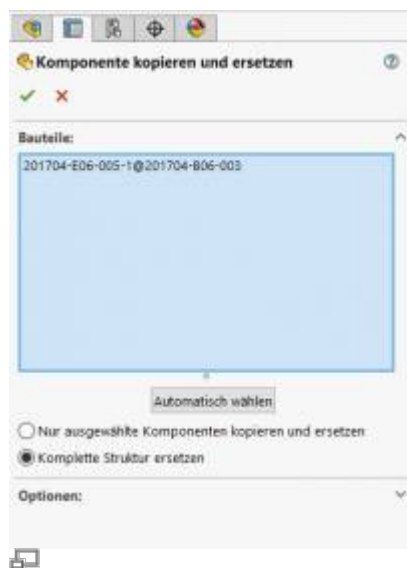 Komponente kopieren und ersetzen
Bauteile:
201704-E06-005-1@201704-B06-003
Automatisch wählen
Nur ausgewählte Komponenten kopieren und ersetzen
Komplette Struktur ersetzen
Optionen: